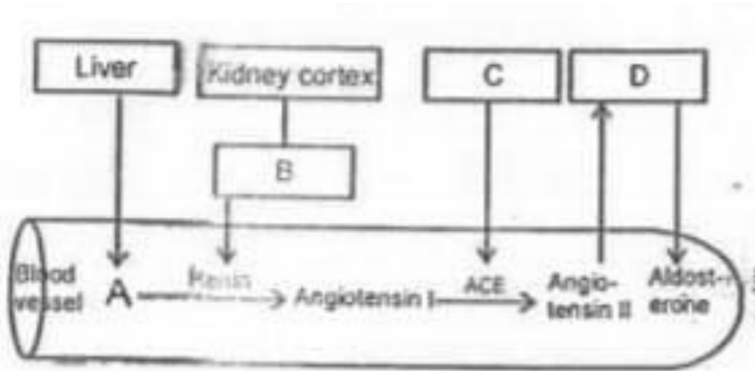 Liver
Kidney cortex
C
D
B
Blood
vessel
A
Renin
Angiotensin I
ACE
Angio-
tensin II
Aldost-
erone